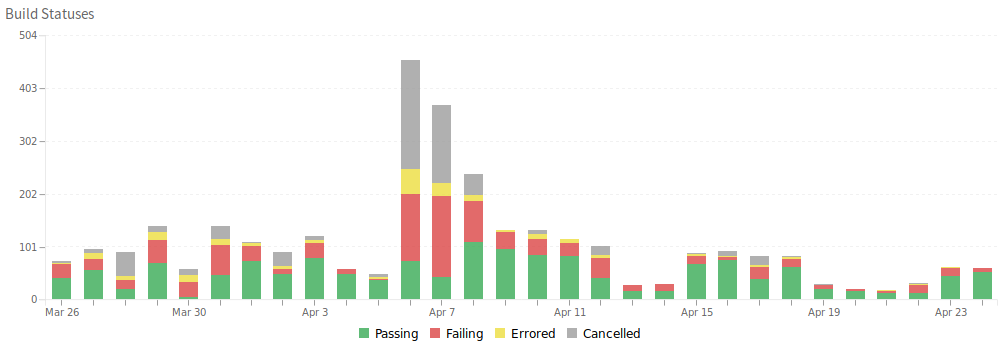 Build Statuses
504
403
302
202
101
0
Mar 26 Mar 30 Apr 3 Apr 7 Apr 11 Apr 15 Apr 19 Apr 23
Passing Failing Errored Cancelled